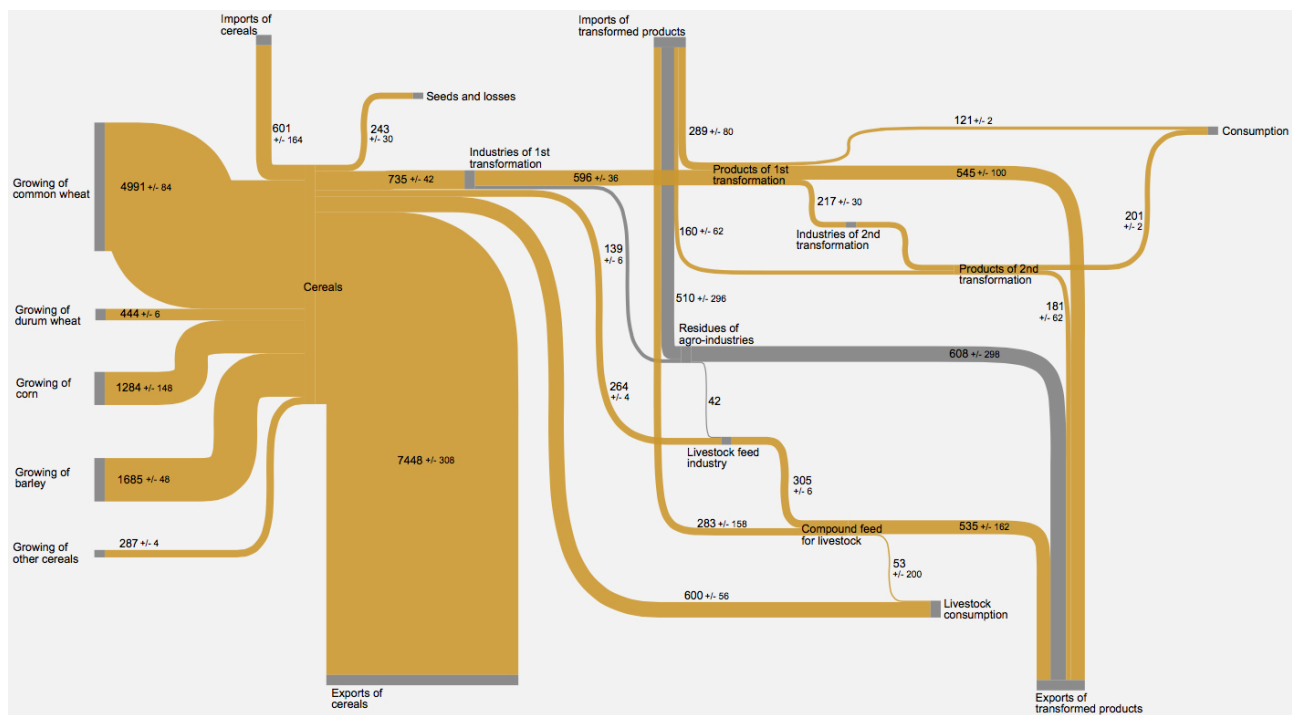 Imports of
cereals
Imports of
transformed products
601
+/- 164
243
+/- 30
Seeds and losses
289 +/- 80
121 +/- 2
Consumption
Growing of
common wheat
4991 +/- 84
Industries of 1st
transformation
735 +/- 42
596 +/- 36
Products of 1st
transformation
545 +/- 100
217 +/- 30
201
+/- 2
139
+/- 6
160 +/- 62
Industries of 2nd
transformation
Cereals
Products of 2nd
transformation
510 +/- 296
181
+/- 62
Growing of
durum wheat
444 +/- 6
Residues of
agro-industries
608 +/- 298
Growing of
corn
1284 +/- 148
264
+/- 4
42
Livestock feed
industry
7448 +/- 308
Growing of
barley
1685 +/- 48
305
+/- 6
283 +/- 158
Compound feed
for livestock
535 +/- 162
Growing of
other cereals
287 +/- 4
53
+/- 200
600 +/- 56
Livestock
consumption
Exports of
cereals
Exports of
transformed products